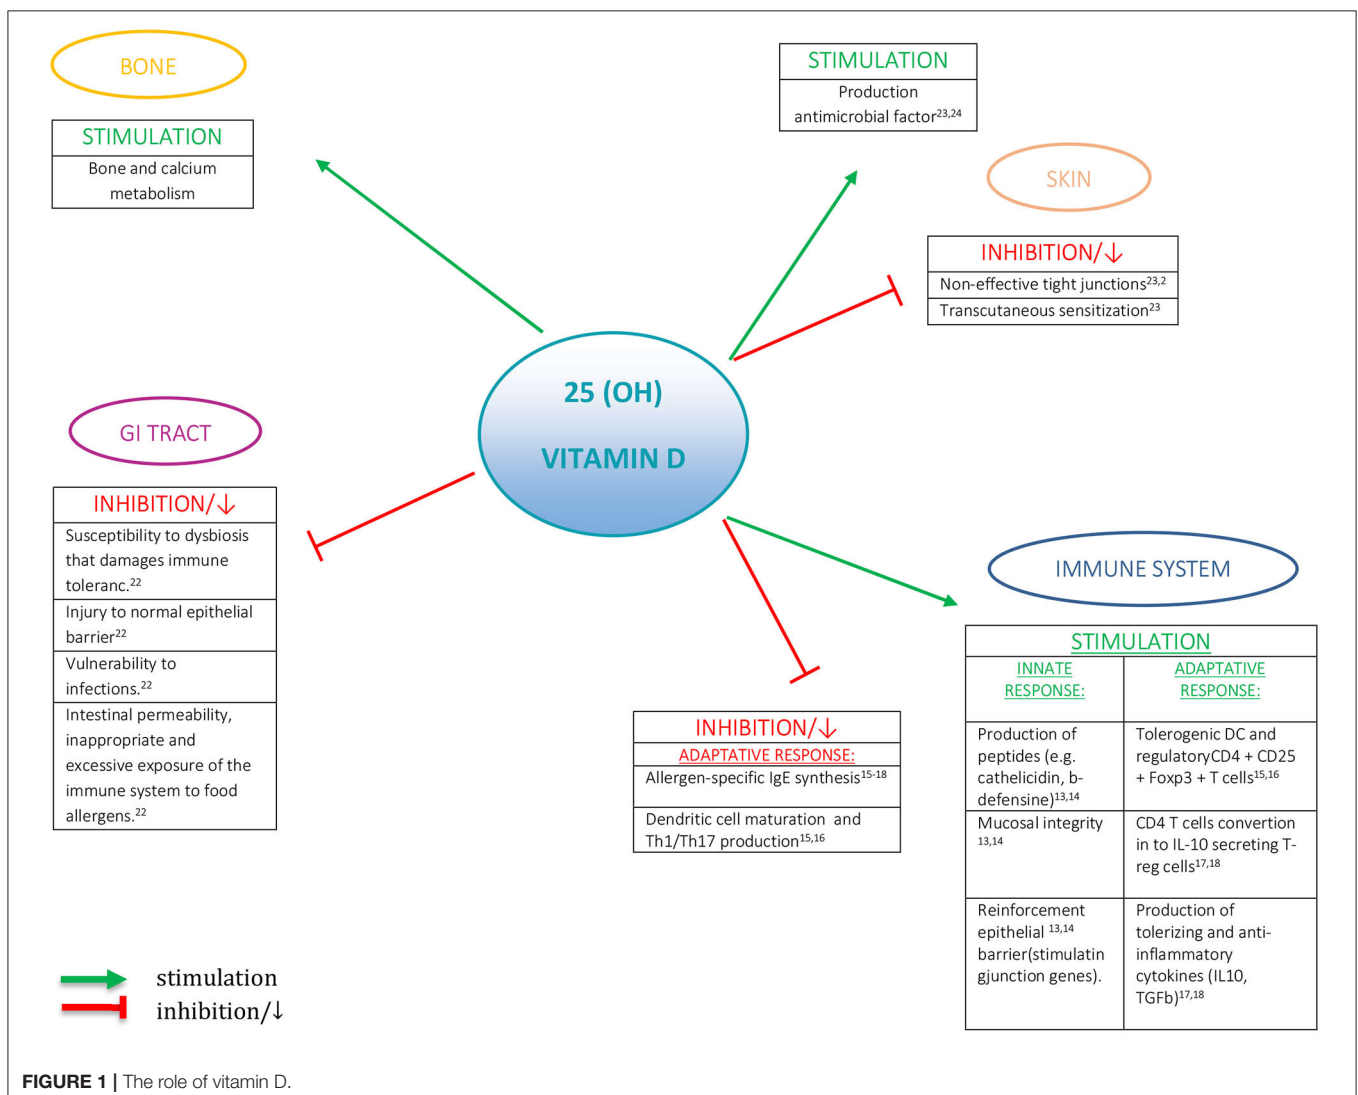 BONE
STIMULATION
Bone and calcium
metabolism
STIMULATION
Production
antimicrobial factor23,24
SKIN
INHIBITION/↓
Non-effective tight junctions23,2
Transcutaneous sensitization23
25 (OH)
VITAMIN D
GI TRACT
INHIBITION/↓
Susceptibility to dysbiosis
that damages immune
toleranc.22
Injury to normal epithelial
barrier22
Vulnerability to
infections.22
Intestinal permeability,
inappropriate and
excessive exposure of the
immune system to food
allergens.22
INHIBITION/↓
ADAPTATIVE RESPONSE:
Allergen-specific IgE synthesis15-18
Dendritic cell maturation and
Th1/Th17 production15,16
IMMUNE SYSTEM
STIMULATION
INNATE
RESPONSE:
ADAPTATIVE
RESPONSE:
Production of
peptides (e.g.
cathelicidin, b-
defensine)13,14
Tolerogenic DC and
regulatoryCD4 + CD25
+ Foxp3 + T cells15,16
Mucosal integrity
13,14
CD4 T cells convertion
in to IL-10 secreting T-
reg cells17,18
Reinforcement
epithelial 13,14
barrier(stimulatin
gjunction genes).
Production of
tolerizing and anti-
inflammatory
cytokines (IL10,
TGFb)17,18
stimulation
inhibition/↓
FIGURE 1 | The role of vitamin D.